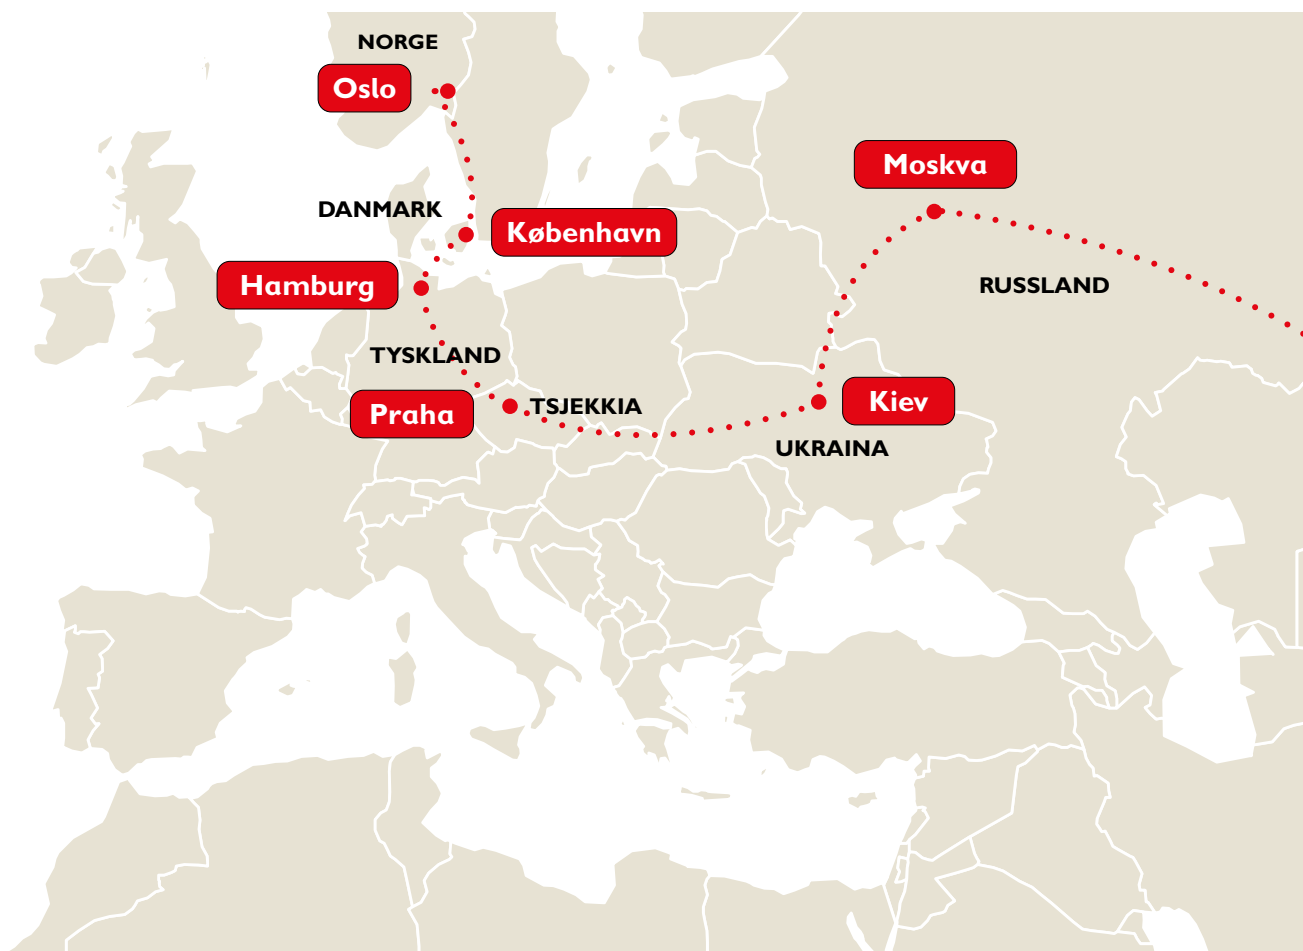 NORGE
Oslo
Moskva
DANMARK
København
Hamburg
RUSSLAND
TYSKLAND
Praha
TSJEKKIA
Kiev
UKRAINA